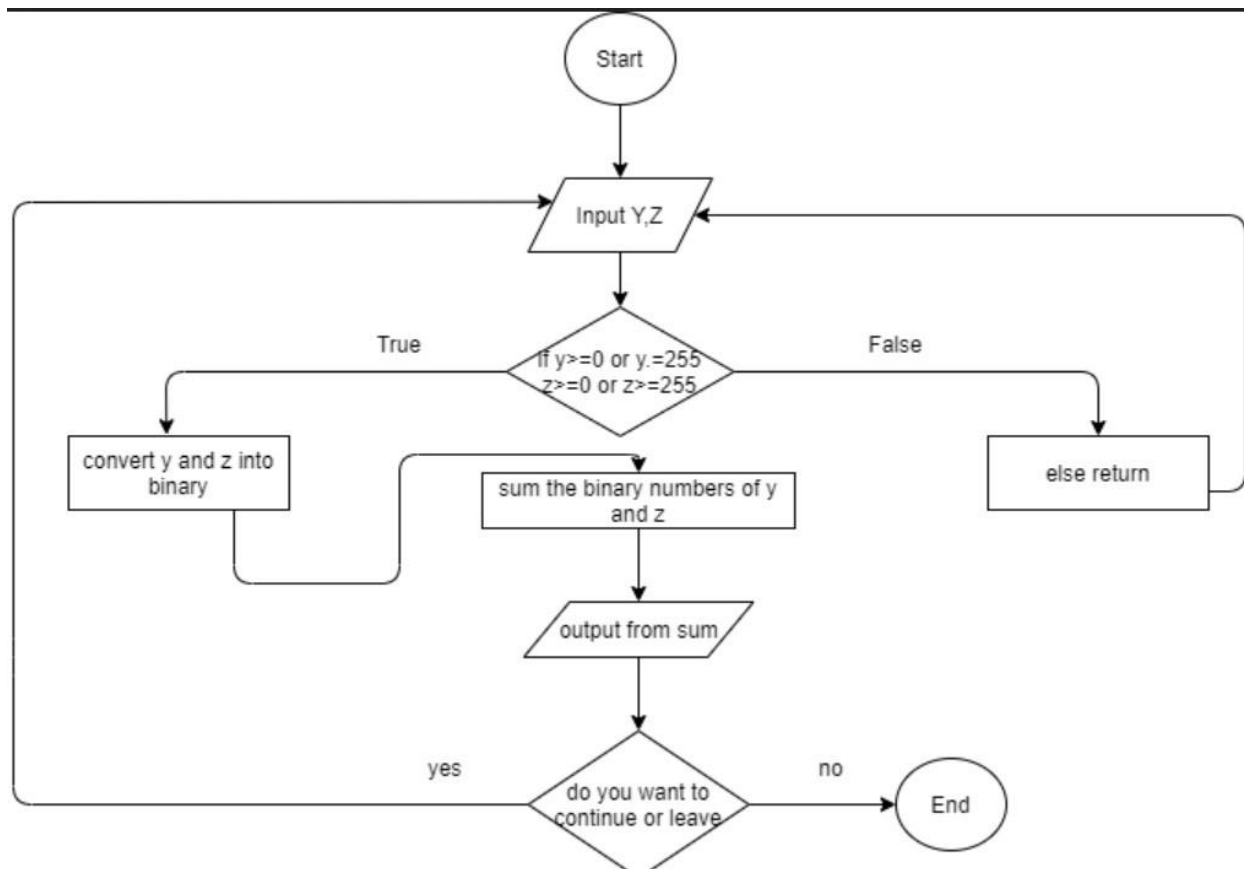 Start
Input Y,Z
True
False
If y>=0 or y.=255
z>=0 or z>=255
convert y and z into
binary
sum the binary numbers of y
and z
else return
output from sum
yes
no
do you want to
continue or leave
End